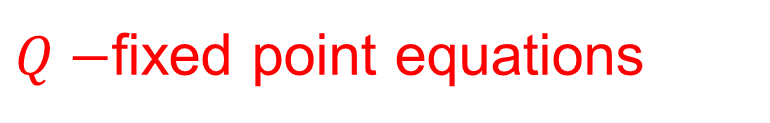 𝑄 −fixed point equations